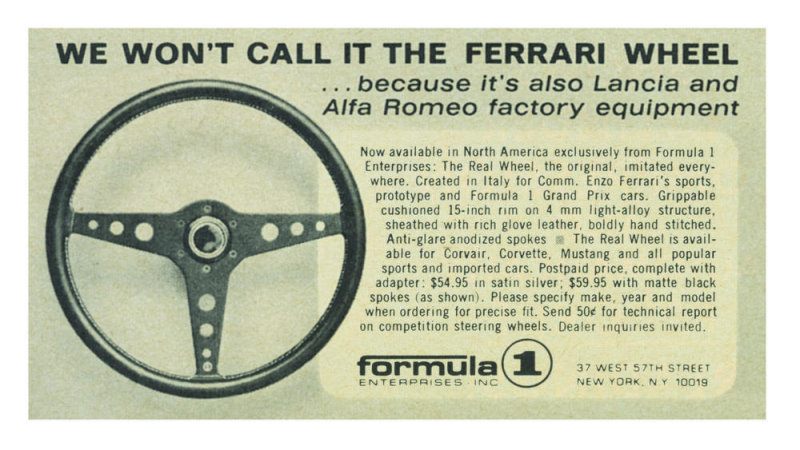 WE WON'T CALL IT THE FERRARI WHEEL
...because it's also Lancia and
Alfa Romeo factory equipment
Now available in North America exclusively from Formula 1
Enterprises: The Real Wheel, the original, imitated every-
where. Created in Italy for Comm. Enzo Ferrari's sports,
prototype and Formula 1 Grand Prix cars. Grippable
cushioned 15-inch rim on 4 mm light-alloy structure,
sheathed with rich glove leather, boldly hand stitched.
Anti-glare anodized spokes ■ The Real Wheel is avail-
able for Corvair, Corvette, Mustang and all popular
sports and imported cars. Postpaid price, complete with
adapter: $54.95 in satin silver; $59.95 with matte black
spokes (as shown). Please specify make, year and model
when ordering for precise fit. Send 50¢ for technical report
on competition steering wheels. Dealer inquiries invited.
formula 1
ENTERPRISES · INC
37 WEST 57TH STREET
NEW YORK, N.Y. 10019